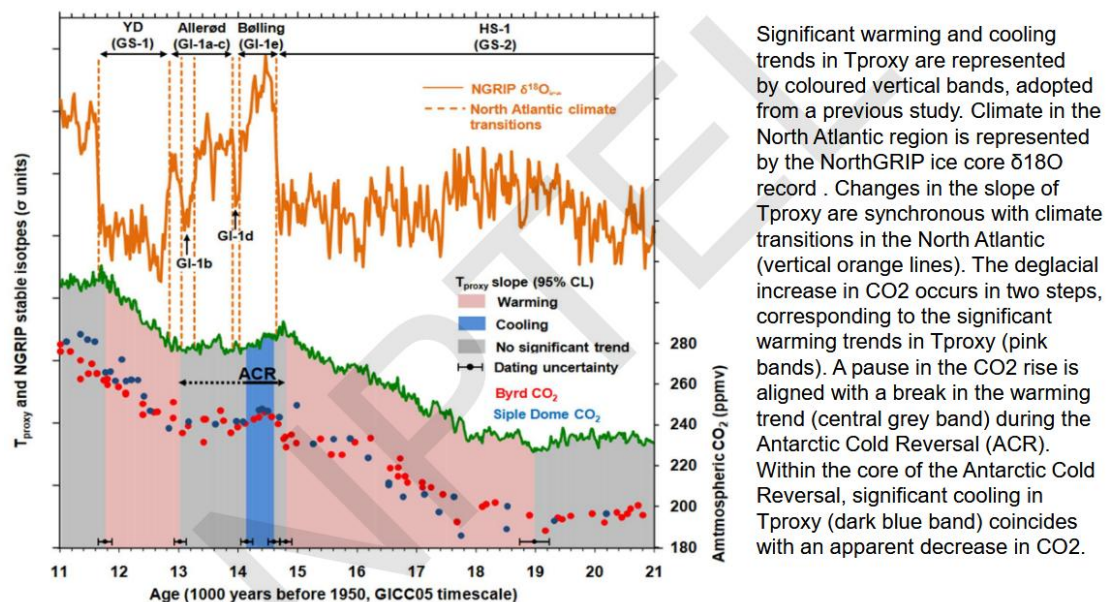 YD Allerød Bølling HS-1
(GS-1) (GI-1a-c) (GI-1e) (GS-2)
NGRIP δ18O
North Atlantic climate
transitions
GI-1d
GI-1b
Tproxy slope (95% CL)
Warming
Cooling
No significant trend
Dating uncertainty
Byrd CO2
Siple Dome CO2
ACR
Tproxy and NGRIP stable isotpes (σ units)
280
260
240
220
200
180
Amtmospheric CO2 (ppmv)
11 12 13 14 15 16 17 18 19 20 21
Age (1000 years before 1950, GICC05 timescale)
Significant warming and cooling
trends in Tproxy are represented
by coloured vertical bands, adopted
from a previous study. Climate in the
North Atlantic region is represented
by the NorthGRIP ice core δ18O
record . Changes in the slope of
Tproxy are synchronous with climate
transitions in the North Atlantic
(vertical orange lines). The deglacial
increase in CO2 occurs in two steps,
corresponding to the significant
warming trends in Tproxy (pink
bands). A pause in the CO2 rise is
aligned with a break in the warming
trend (central grey band) during the
Antarctic Cold Reversal (ACR).
Within the core of the Antarctic Cold
Reversal, significant cooling in
Tproxy (dark blue band) coincides
with an apparent decrease in CO2.
NPTEL